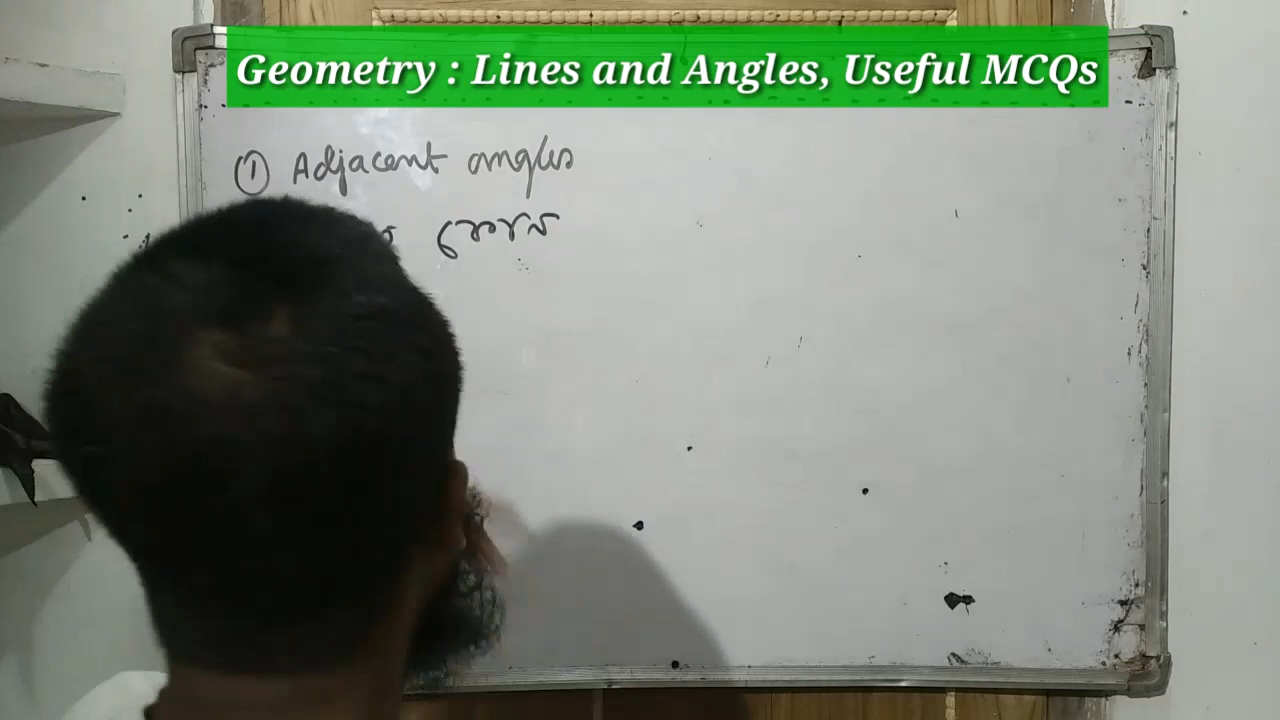 Geometry : Lines and Angles, Useful MCQs
① Adjacent angles
কোন